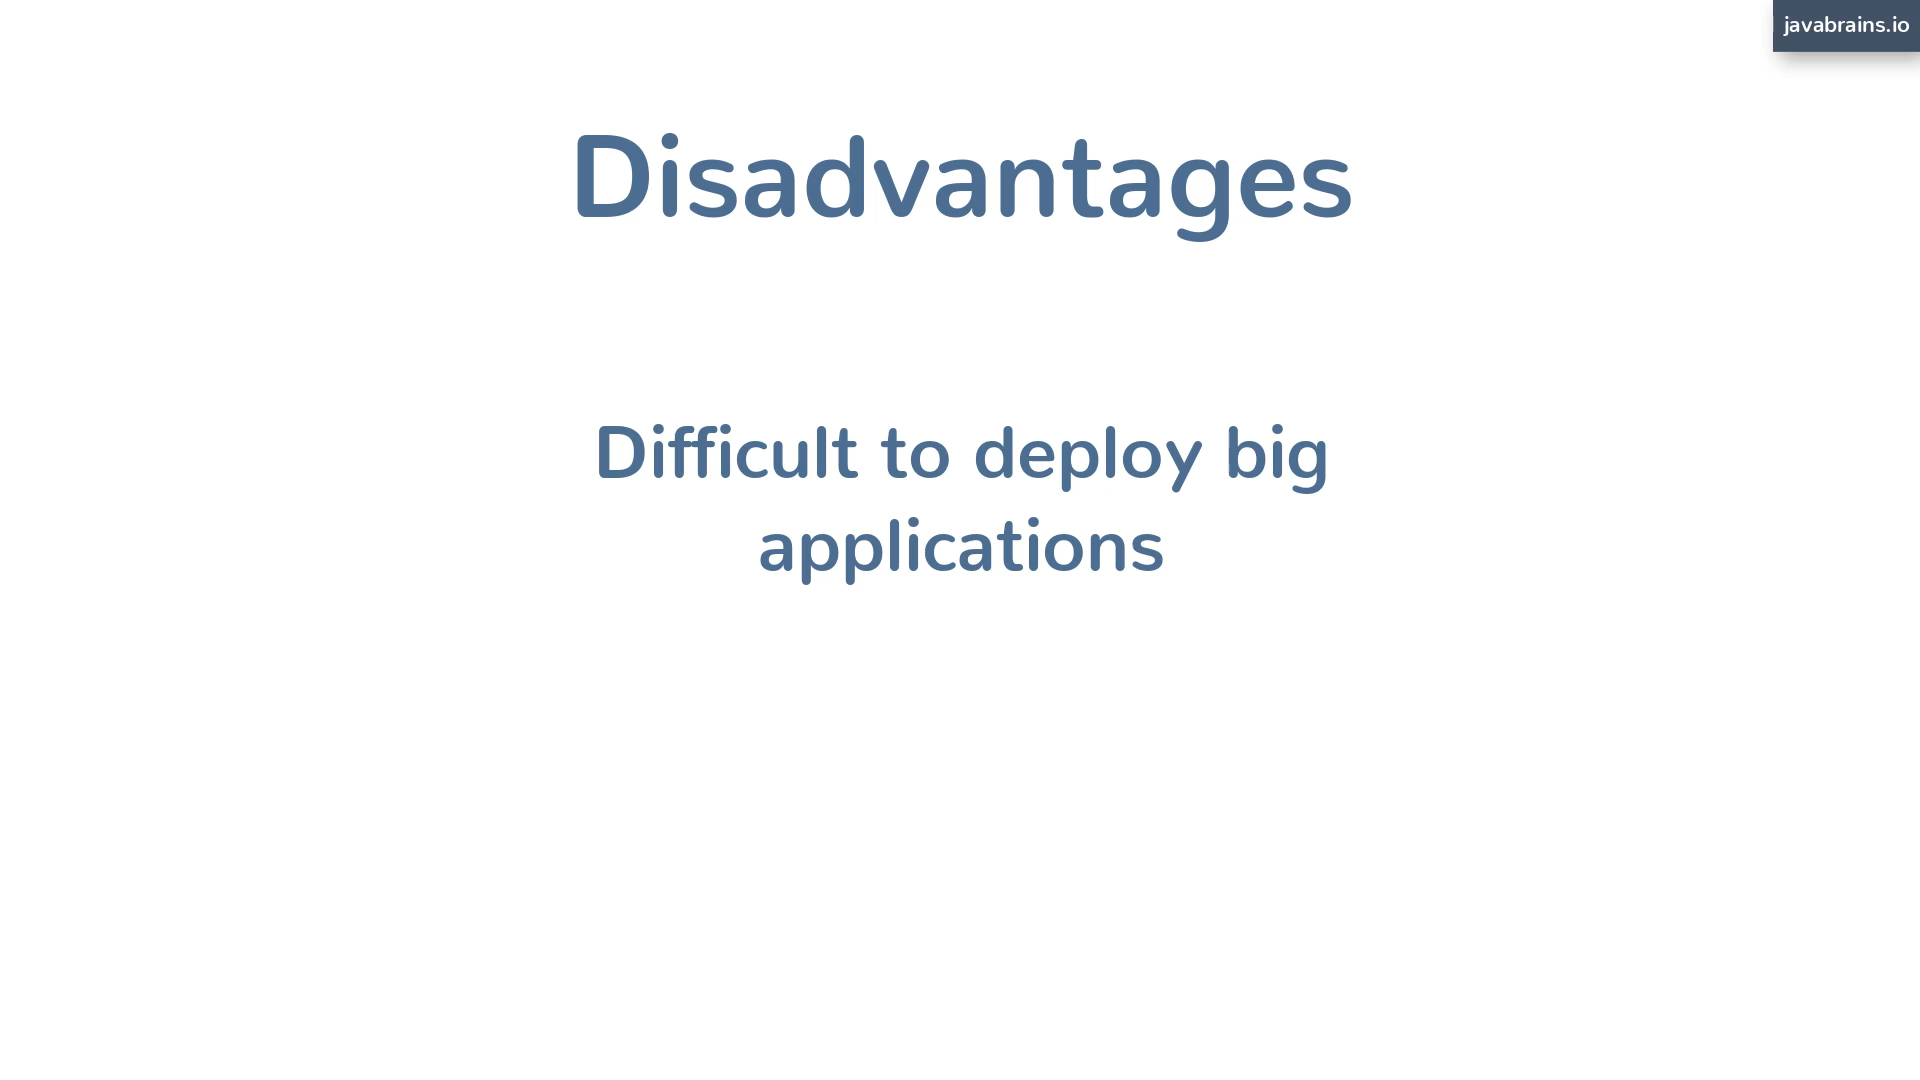 javabrains.io
Disadvantages
Difficult to deploy big
applications